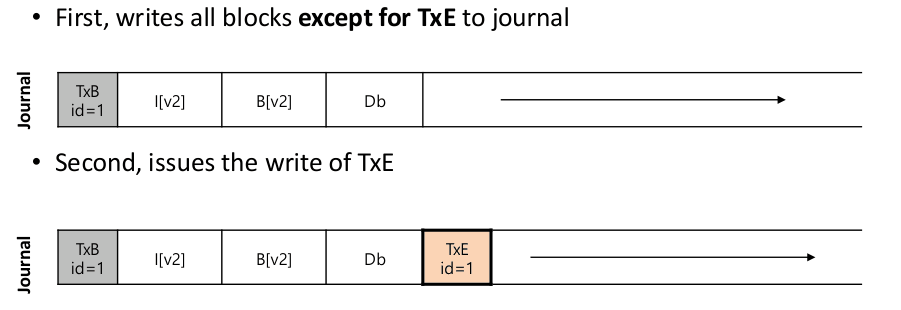 • First, writes all blocks except for TxE to journal
Journal
TxB
id=1
I[v2]
B[v2]
Db
• Second, issues the write of TxE
Journal
TxB
id=1
I[v2]
B[v2]
Db
TxE
id=1